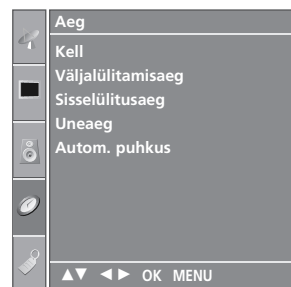 Aeg
Kell
Väljalülitamisaeg
Sisselülitusaeg
Uneaeg
Autom. puhkus
▲▼ ◄► OK MENU